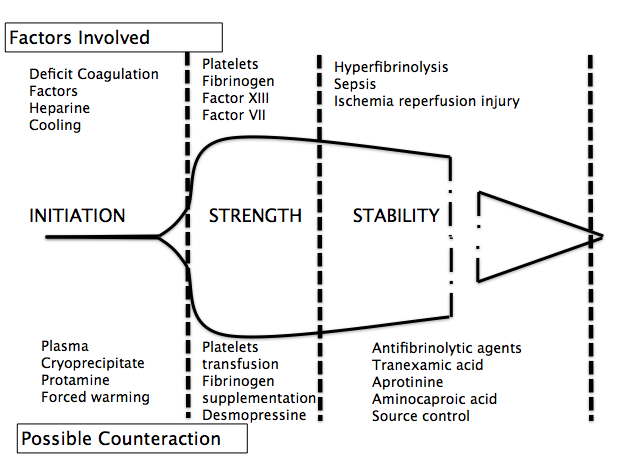 Factors Involved
Deficit Coagulation
Factors
Heparine
Cooling
Platelets
Fibrinogen
Factor XIII
Factor VII
Hyperfibrinolysis
Sepsis
Ischemia reperfusion injury
INITIATION
STRENGTH
STABILITY
Plasma
Cryoprecipitate
Protamine
Forced warming
Platelets
transfusion
Fibrinogen
supplementation
Desmopressine
Antifibrinolytic agents
Tranexamic acid
Aprotinine
Aminocaproic acid
Source control
Possible Counteraction